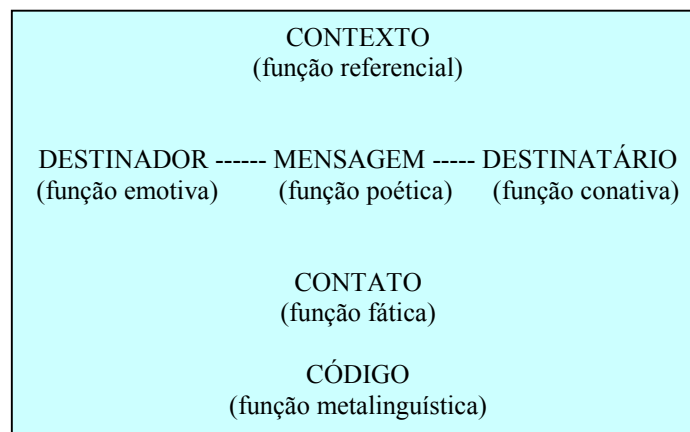 CONTEXTO
(função referencial)
DESTINADOR ------ MENSAGEM ----- DESTINATÁRIO
(função emotiva) (função poética) (função conativa)
CONTATO
(função fática)
CÓDIGO
(função metalinguística)